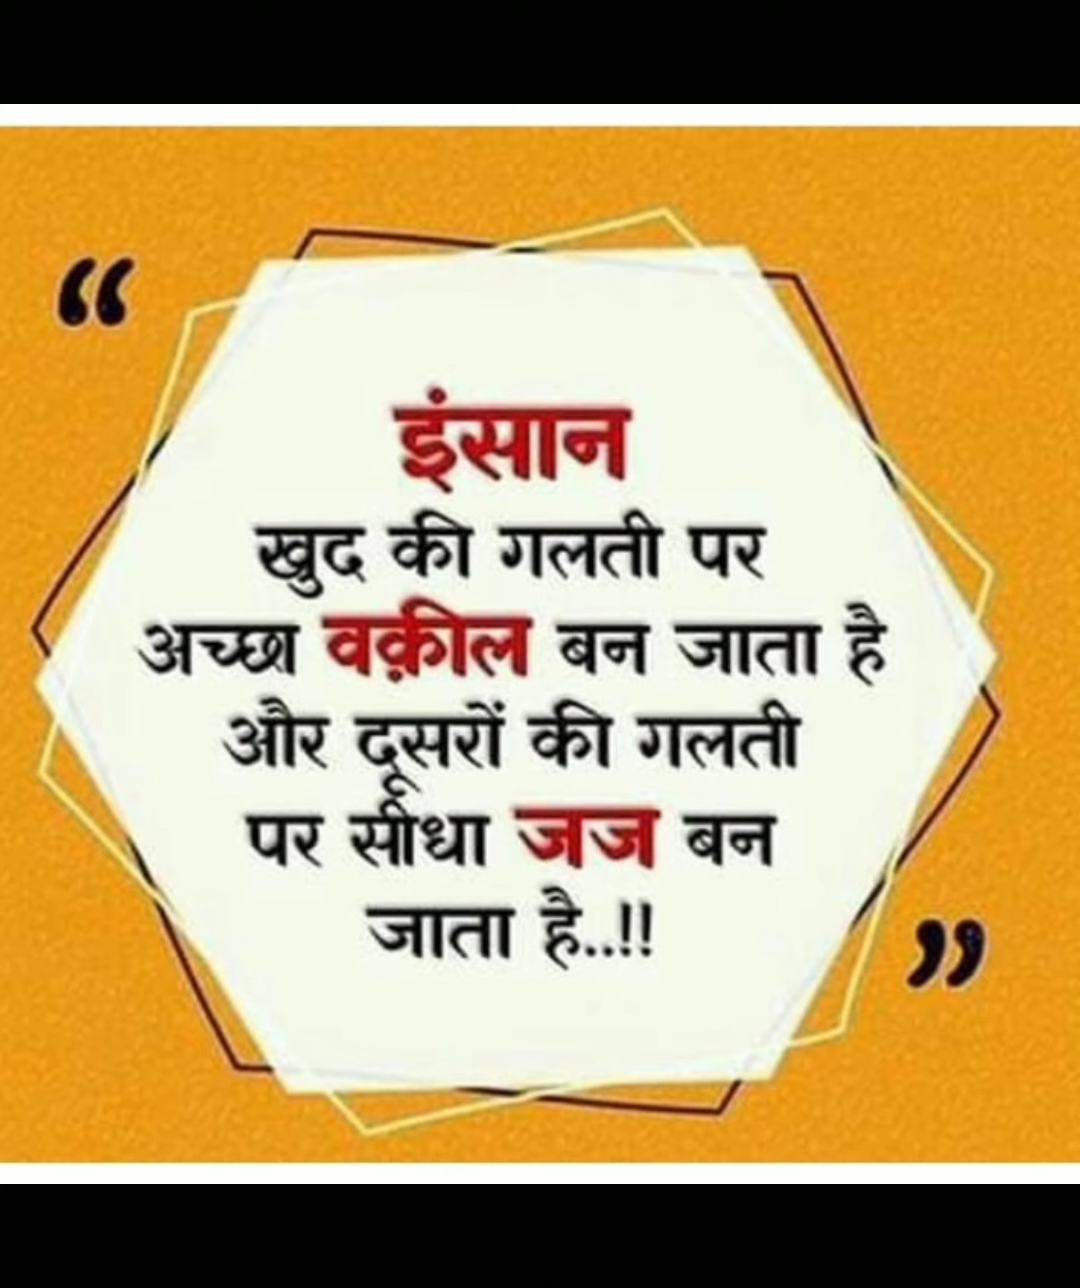 “
इंसान
खुद की गलती पर
अच्छा वक़ील बन जाता है
और दूसरों की गलती
पर सीधा जज बन
जाता है..!!
”